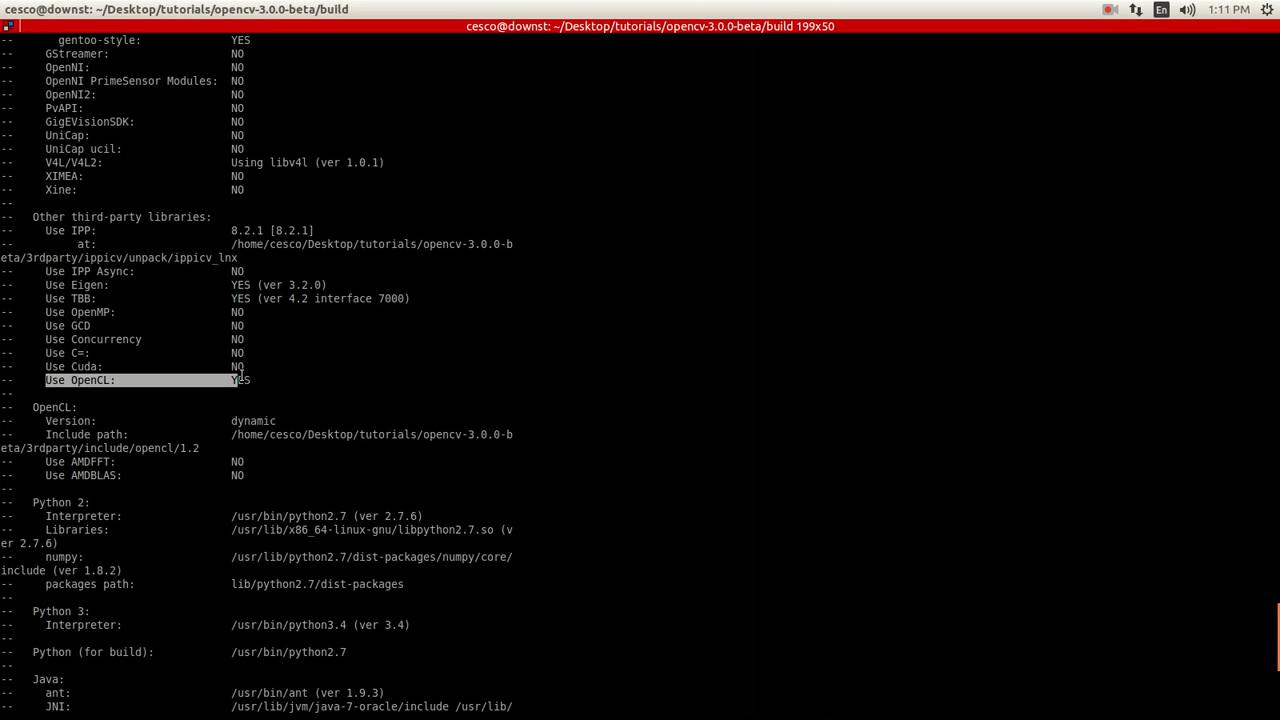 cesco@downst: ~/Desktop/tutorials/opencv-3.0.0-beta/build
En
1:11 PM
cesco@downst: ~/Desktop/tutorials/opencv-3.0.0-beta/build 199x50
--       gentoo-style:              YES
--     GStreamer:                   NO
--     OpenNI:                      NO
--     OpenNI PrimeSensor Modules:  NO
--     OpenNI2:                     NO
--     PvAPI:                       NO
--     GigEVisionSDK:               NO
--     UniCap:                      NO
--     UniCap ucil:                 NO
--     V4L/V4L2:                    Using libv4l (ver 1.0.1)
--     XIMEA:                       NO
--     Xine:                        NO
--
--   Other third-party libraries:
--     Use IPP:                     8.2.1 [8.2.1]
--          at:                     /home/cesco/Desktop/tutorials/opencv-3.0.0-b
eta/3rdparty/ippicv/unpack/ippicv_lnx
--     Use IPP Async:               NO
--     Use Eigen:                   YES (ver 3.2.0)
--     Use TBB:                     YES (ver 4.2 interface 7000)
--     Use OpenMP:                  NO
--     Use GCD                      NO
--     Use Concurrency              NO
--     Use C=:                      NO
--     Use Cuda:                    NO
--     Use OpenCL:                  YES
--
--   OpenCL:
--     Version:                     dynamic
--     Include path:                /home/cesco/Desktop/tutorials/opencv-3.0.0-b
eta/3rdparty/include/opencl/1.2
--     Use AMDFFT:                  NO
--     Use AMDBLAS:                 NO
--
--   Python 2:
--     Interpreter:                 /usr/bin/python2.7 (ver 2.7.6)
--     Libraries:                   /usr/lib/x86_64-linux-gnu/libpython2.7.so (v
er 2.7.6)
--     numpy:                       /usr/lib/python2.7/dist-packages/numpy/core/
include (ver 1.8.2)
--     packages path:               lib/python2.7/dist-packages
--
--   Python 3:
--     Interpreter:                 /usr/bin/python3.4 (ver 3.4)
--
--   Python (for build):            /usr/bin/python2.7
--
--   Java:
--     ant:                         /usr/bin/ant (ver 1.9.3)
--     JNI:                         /usr/lib/jvm/java-7-oracle/include /usr/lib/